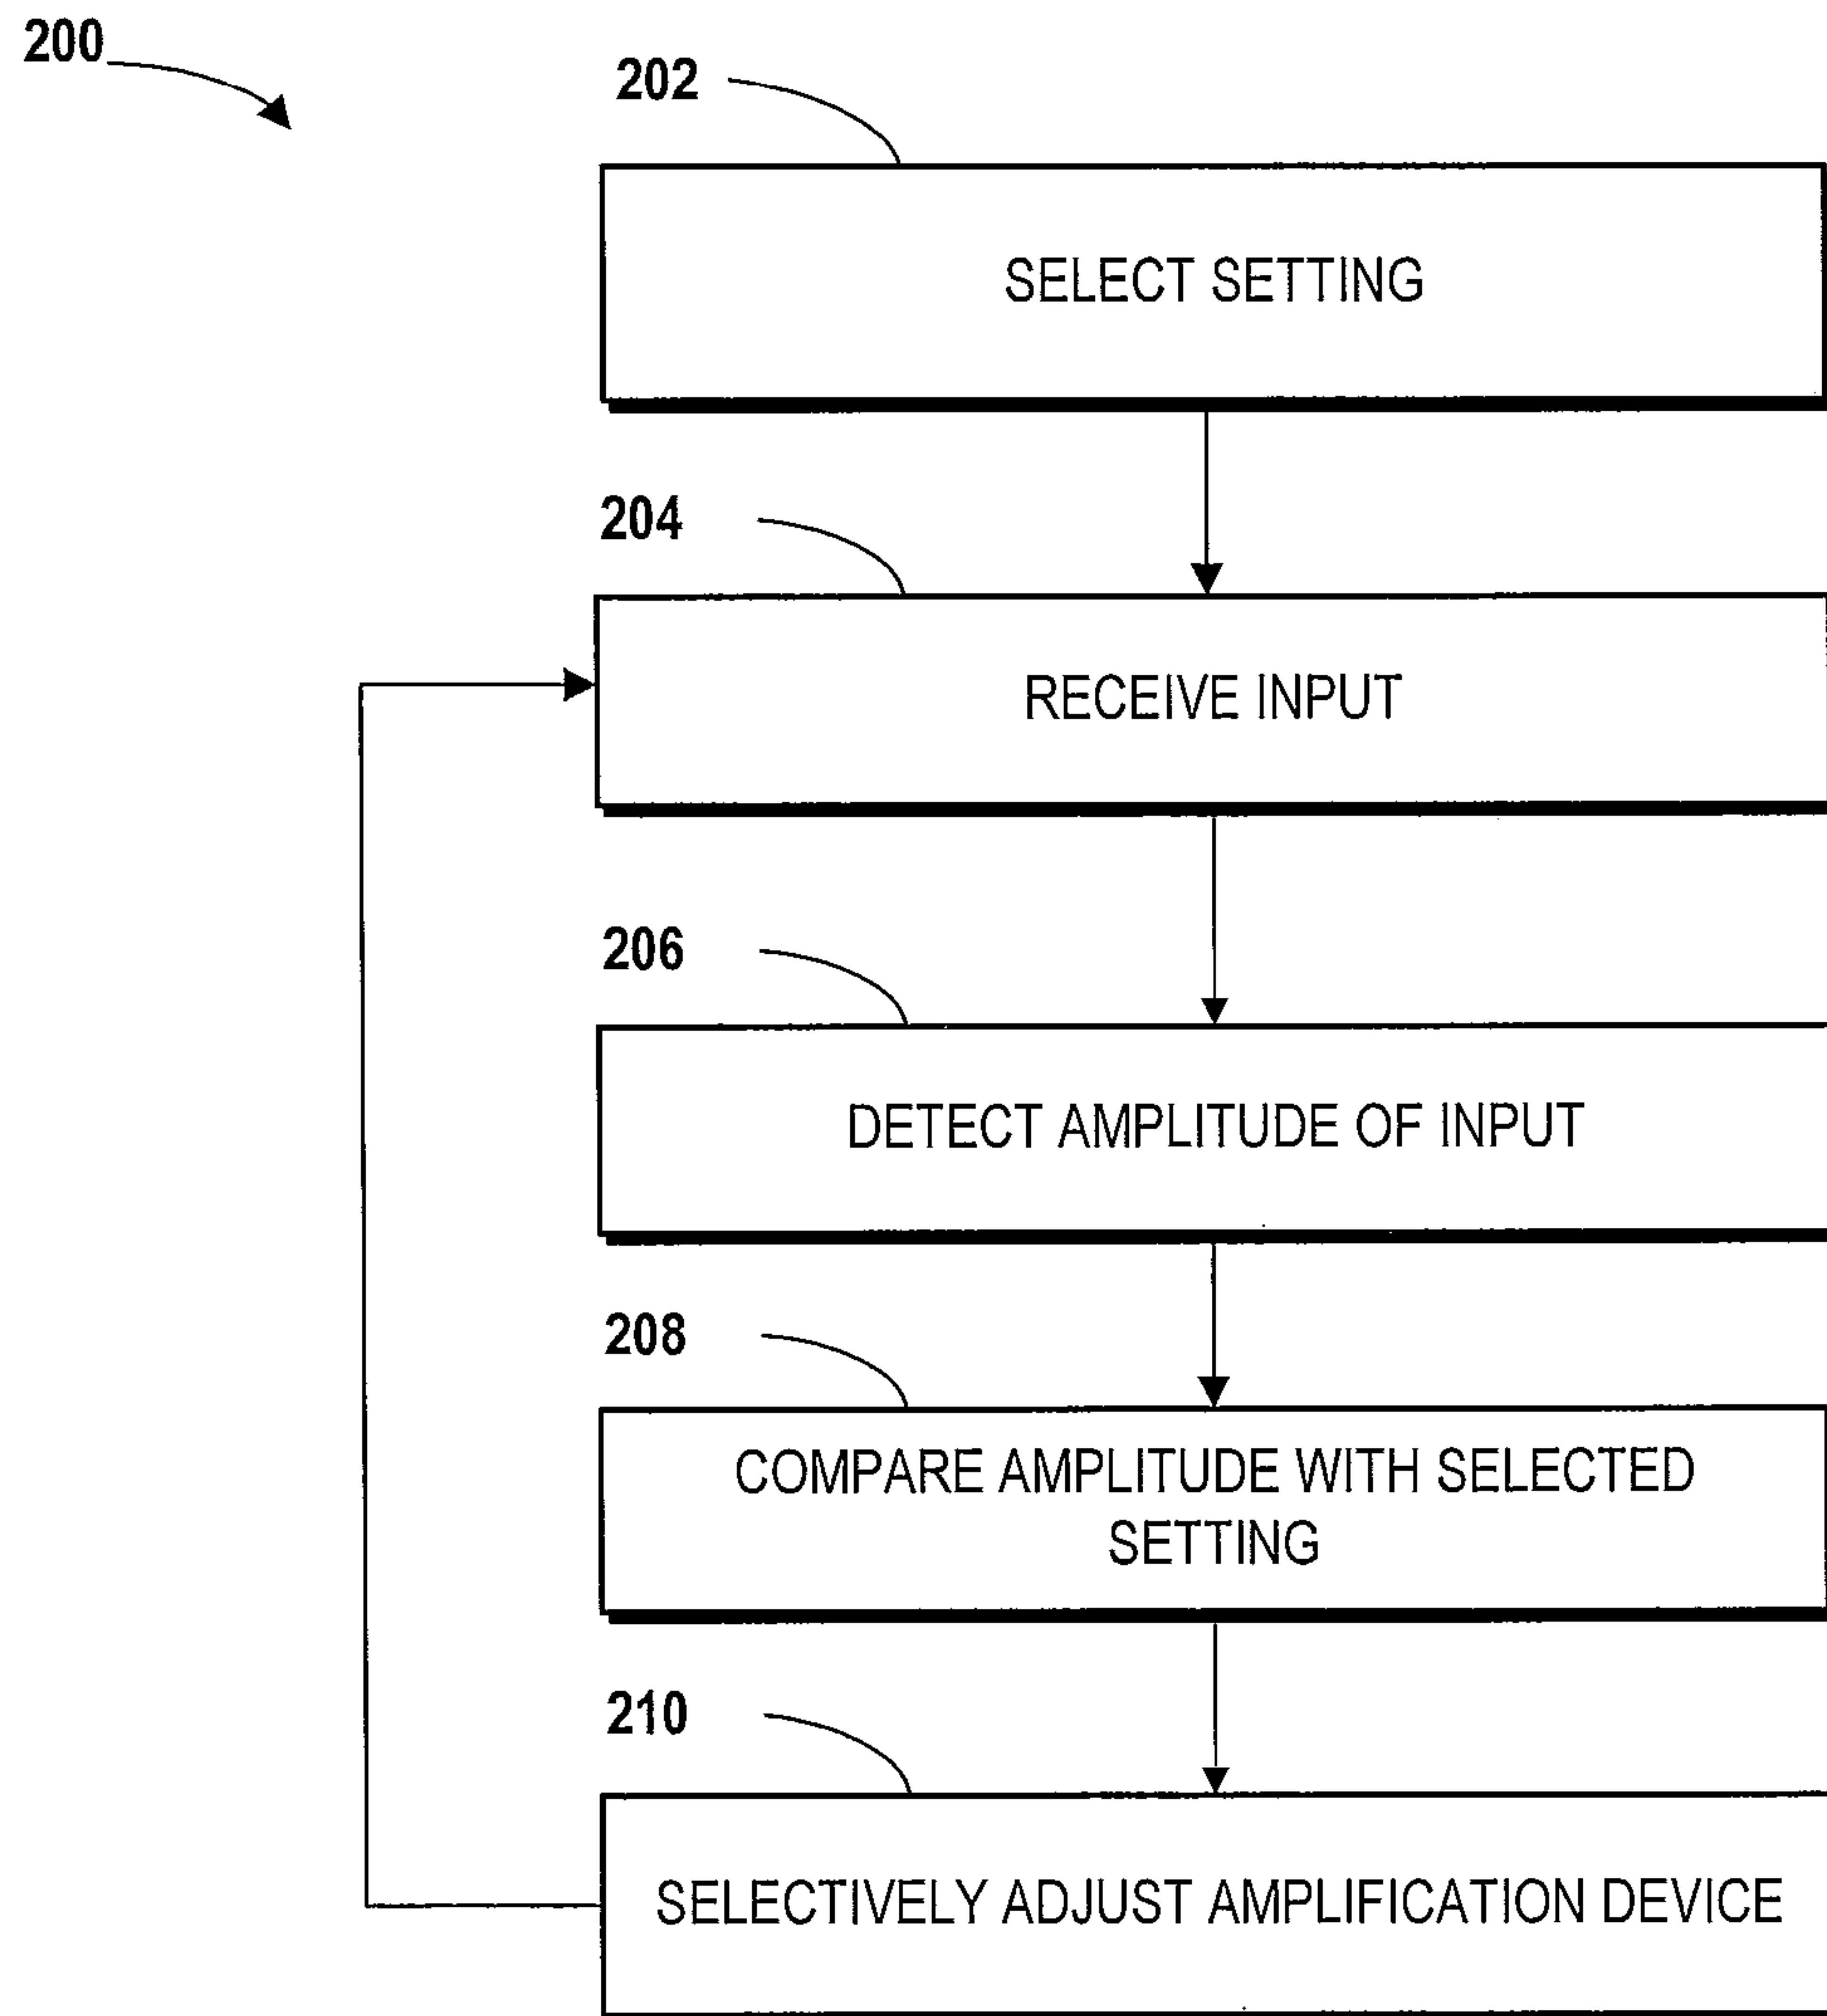 200
202
SELECT SETTING
204
RECEIVE INPUT
206
DETECT AMPLITUDE OF INPUT
208
COMPARE AMPLITUDE WITH SELECTED
SETTING
210
SELECTIVELY ADJUST AMPLIFICATION DEVICE